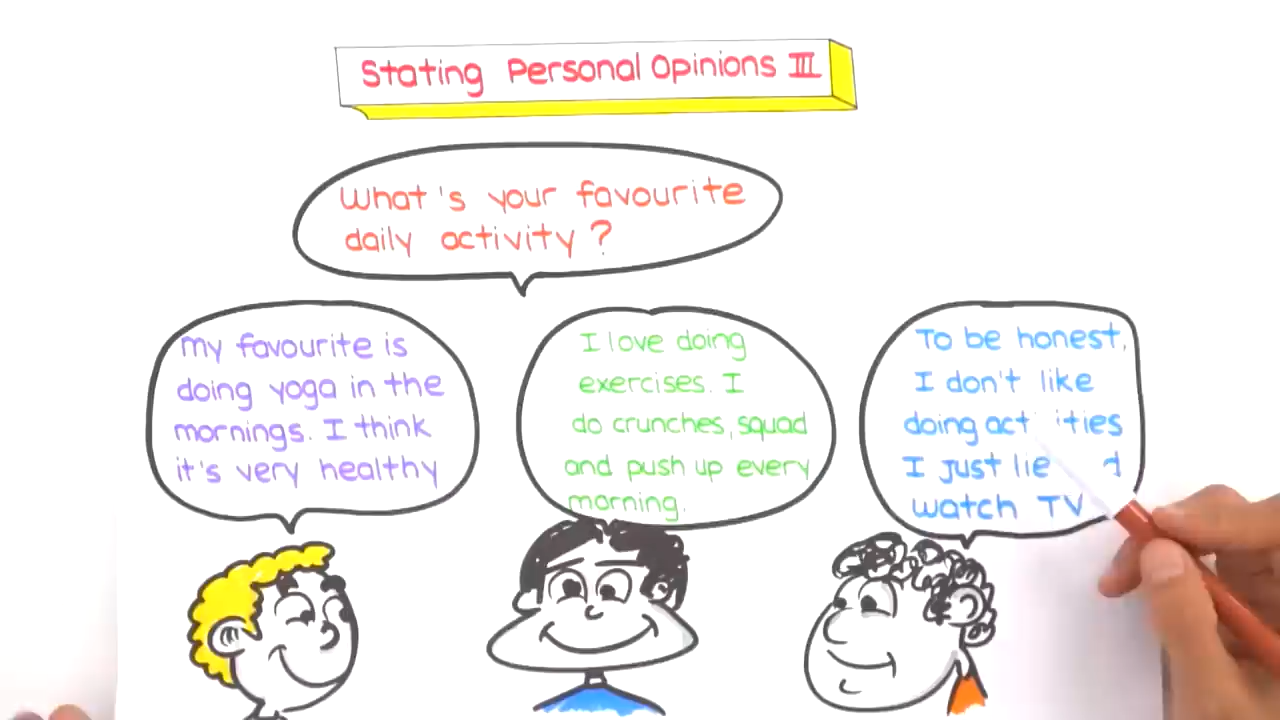 Stating Personal Opinions III
What's your favourite
daily activity?
My favourite is
doing yoga in the
mornings. I think
it's very healthy
I love doing
exercises. I
do crunches, squad
and push up every
morning.
To be honest,
I don't like
doing
I just lie
watch TV